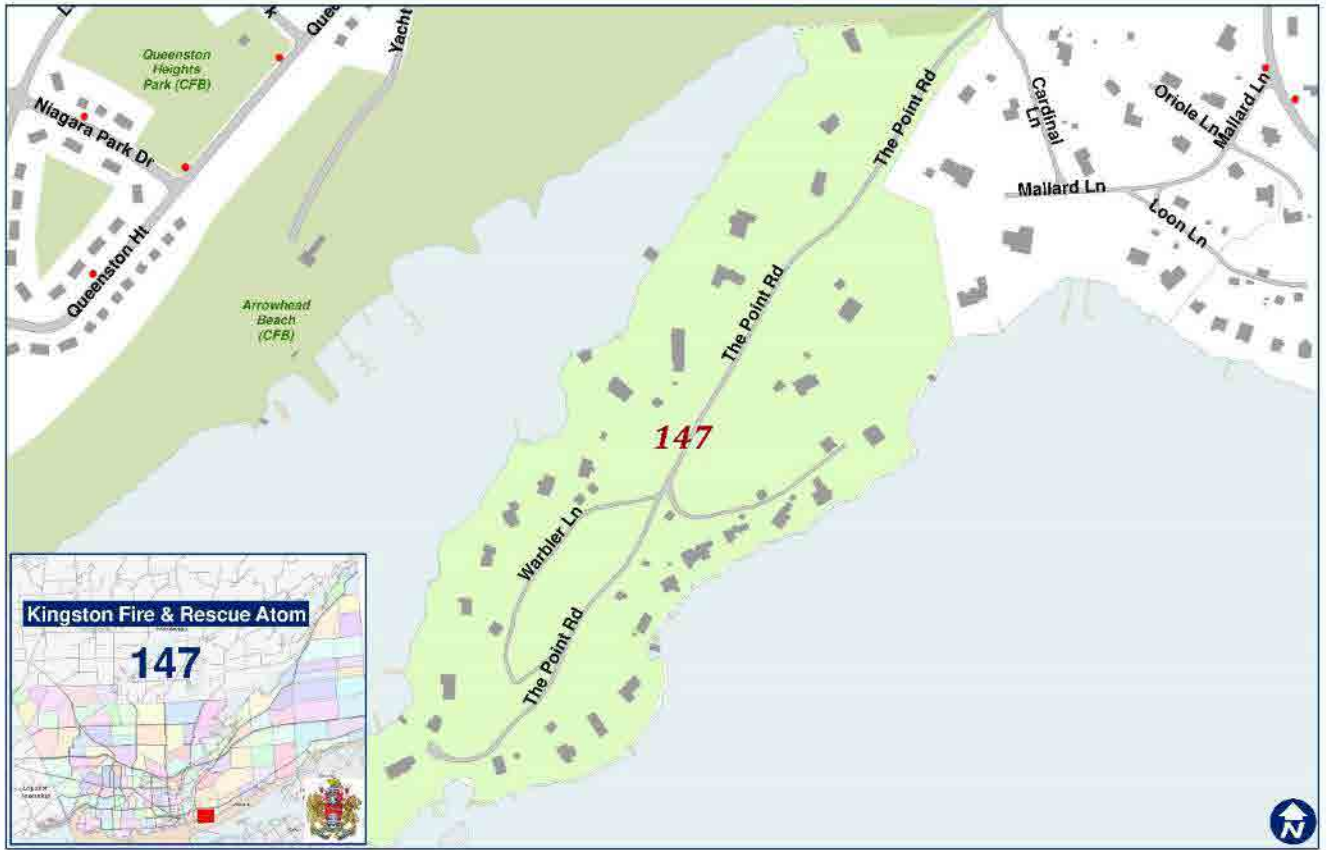 Queenston
Heights
Park (CFB)
Yacht
Niagara Park Dr
Queenston Ht
Arrowhead
Beach
(CFB)
The Point Rd
Cardinal
Ln
Oriole Ln
Mallard Ln
Mallard Ln
Loon Ln
The Point Rd
147
Warbler Ln
The Point Rd
Kingston Fire & Rescue Atom
147
N